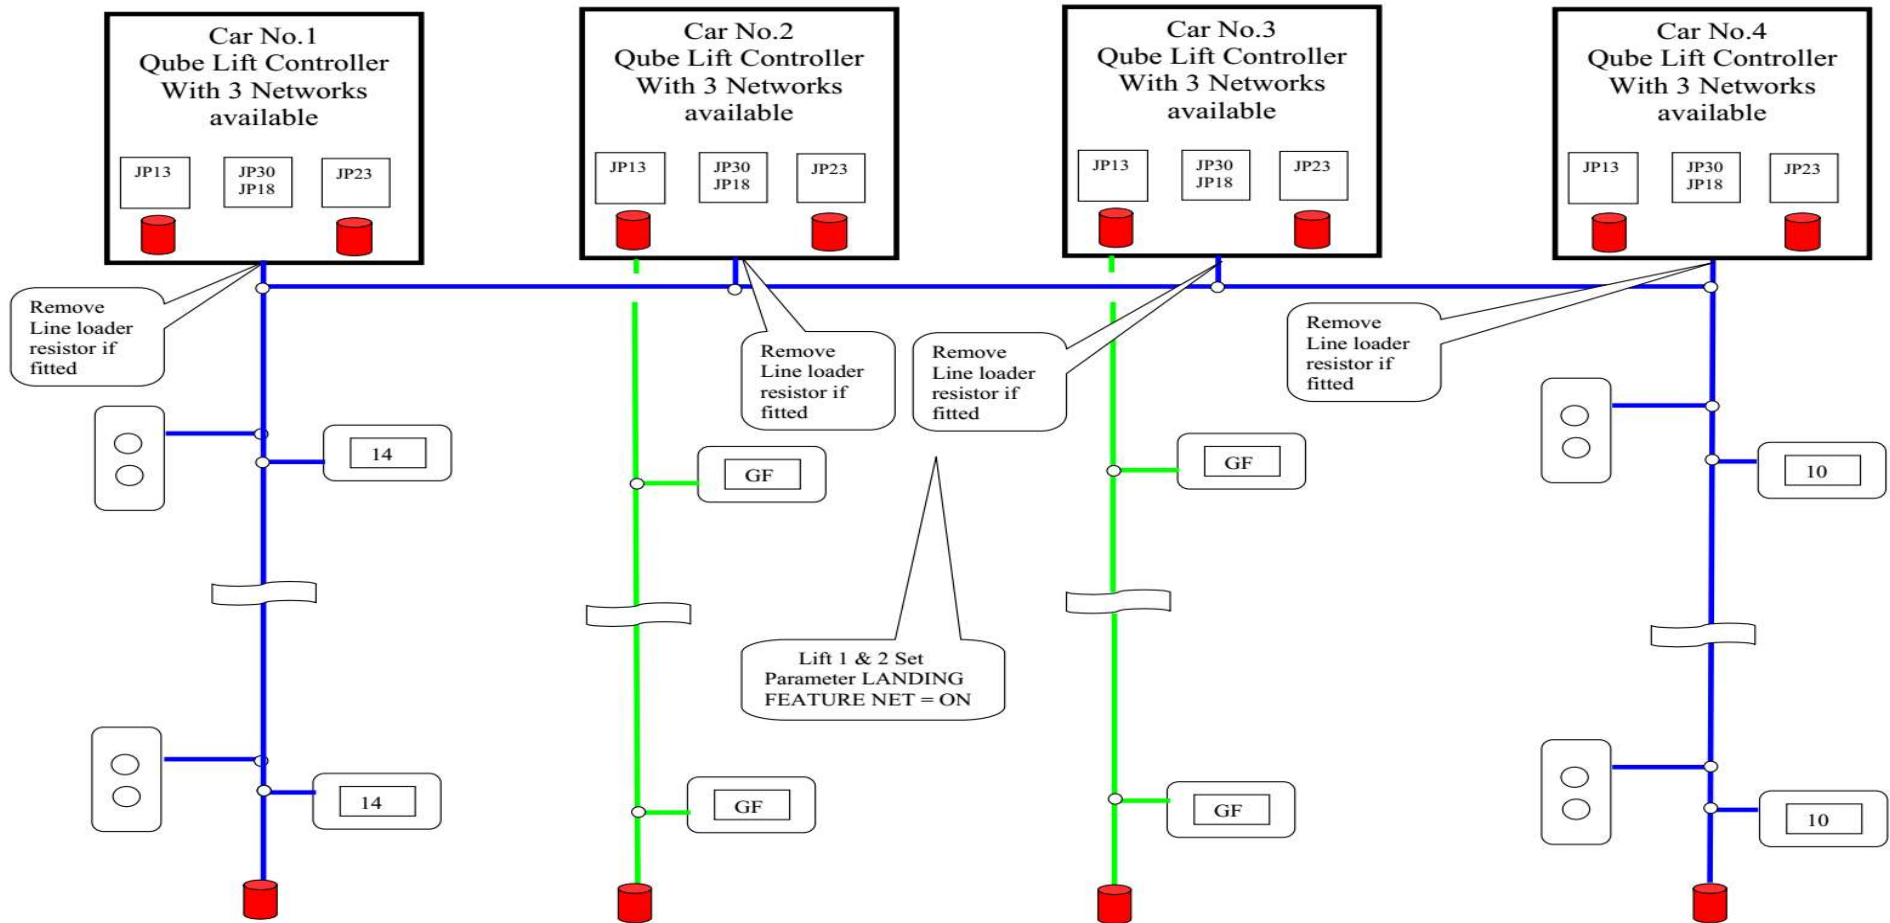 Car No.1
Qube Lift Controller
With 3 Networks
available
JP13
JP30
JP18
JP23
Car No.2
Qube Lift Controller
With 3 Networks
available
JP13
JP30
JP18
JP23
Car No.3
Qube Lift Controller
With 3 Networks
available
JP13
JP30
JP18
JP23
Car No.4
Qube Lift Controller
With 3 Networks
available
JP13
JP30
JP18
JP23
Remove
Line loader
resistor if
fitted
Remove
Line loader
resistor if
fitted
Remove
Line loader
resistor if
fitted
Remove
Line loader
resistor if
fitted
14
GF
GF
10
Lift 1 & 2 Set
Parameter LANDING
FEATURE NET = ON
14
GF
GF
10